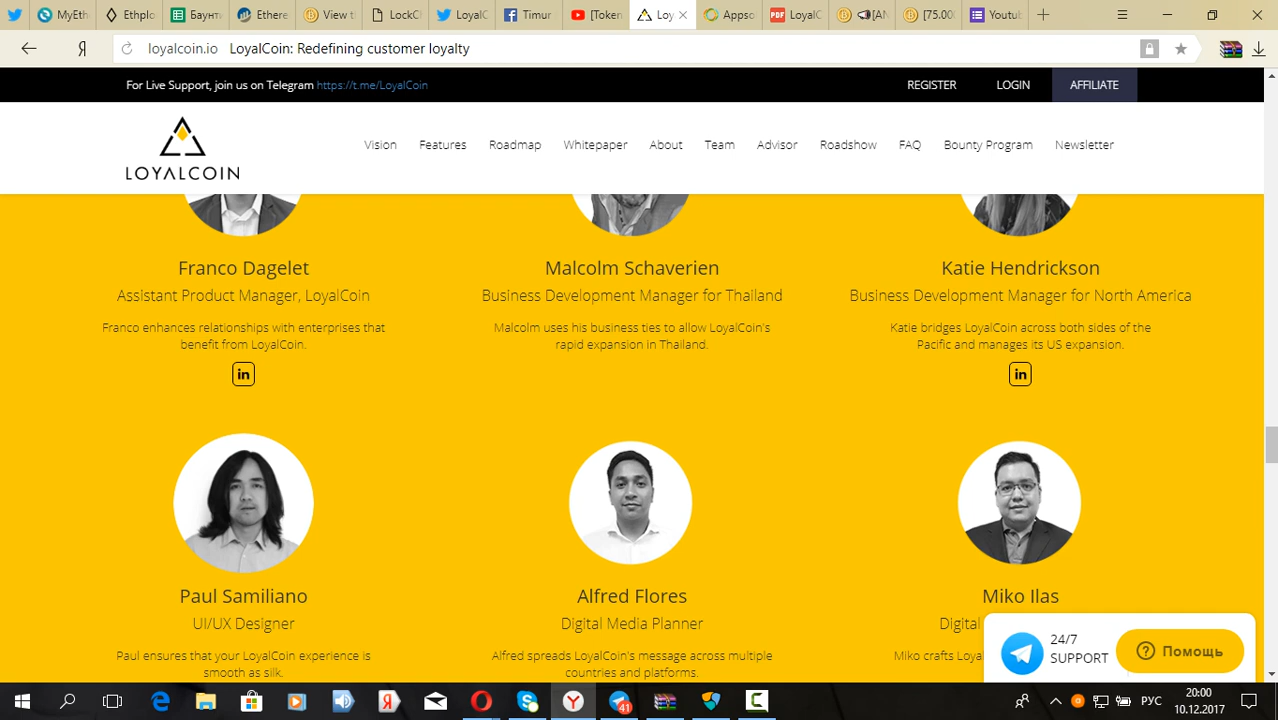 MyEth
Ethplo
Баунт
Ethere
View t
LockCl
LoyalC
Timur
[Token
Loy
Appso
PDF LoyalC
[AN
[75.00
Youtu
loyalcoin.io LoyalCoin: Redefining customer loyalty
For Live Support, join us on Telegram https://t.me/LoyalCoin
REGISTER LOGIN AFFILIATE
LOYALCOIN
Vision Features Roadmap Whitepaper About Team Advisor Roadshow FAQ Bounty Program Newsletter
Franco Dagelet
Assistant Product Manager, LoyalCoin
Franco enhances relationships with enterprises that
benefit from LoyalCoin.
in
Malcolm Schaverien
Business Development Manager for Thailand
Malcolm uses his business ties to allow LoyalCoin's
rapid expansion in Thailand.
Katie Hendrickson
Business Development Manager for North America
Katie bridges LoyalCoin across both sides of the
Pacific and manages its US expansion.
in
Paul Samiliano
UI/UX Designer
Paul ensures that your LoyalCoin experience is
smooth as silk.
Alfred Flores
Digital Media Planner
Alfred spreads LoyalCoin's message across multiple
countries and platforms.
Miko Ilas
Digital
Miko crafts Loya
24/7
SUPPORT
Помощь
41
РУС
20:00
10.12.2017